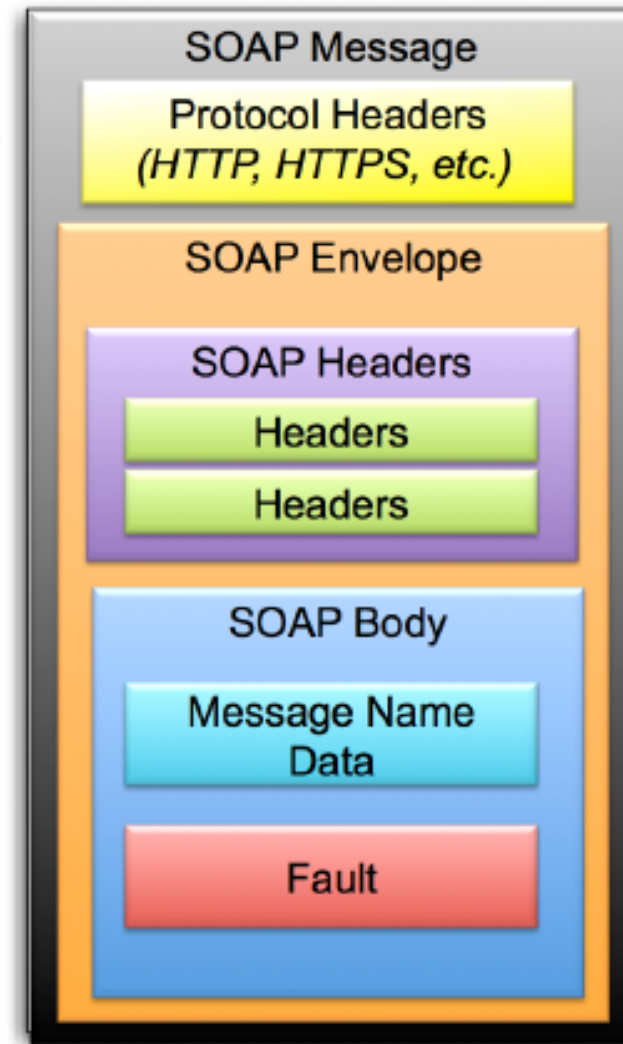 SOAP Message
Protocol Headers
(HTTP, HTTPS, etc.)
SOAP Envelope
SOAP Headers
Headers
Headers
SOAP Body
Message Name
Data
Fault